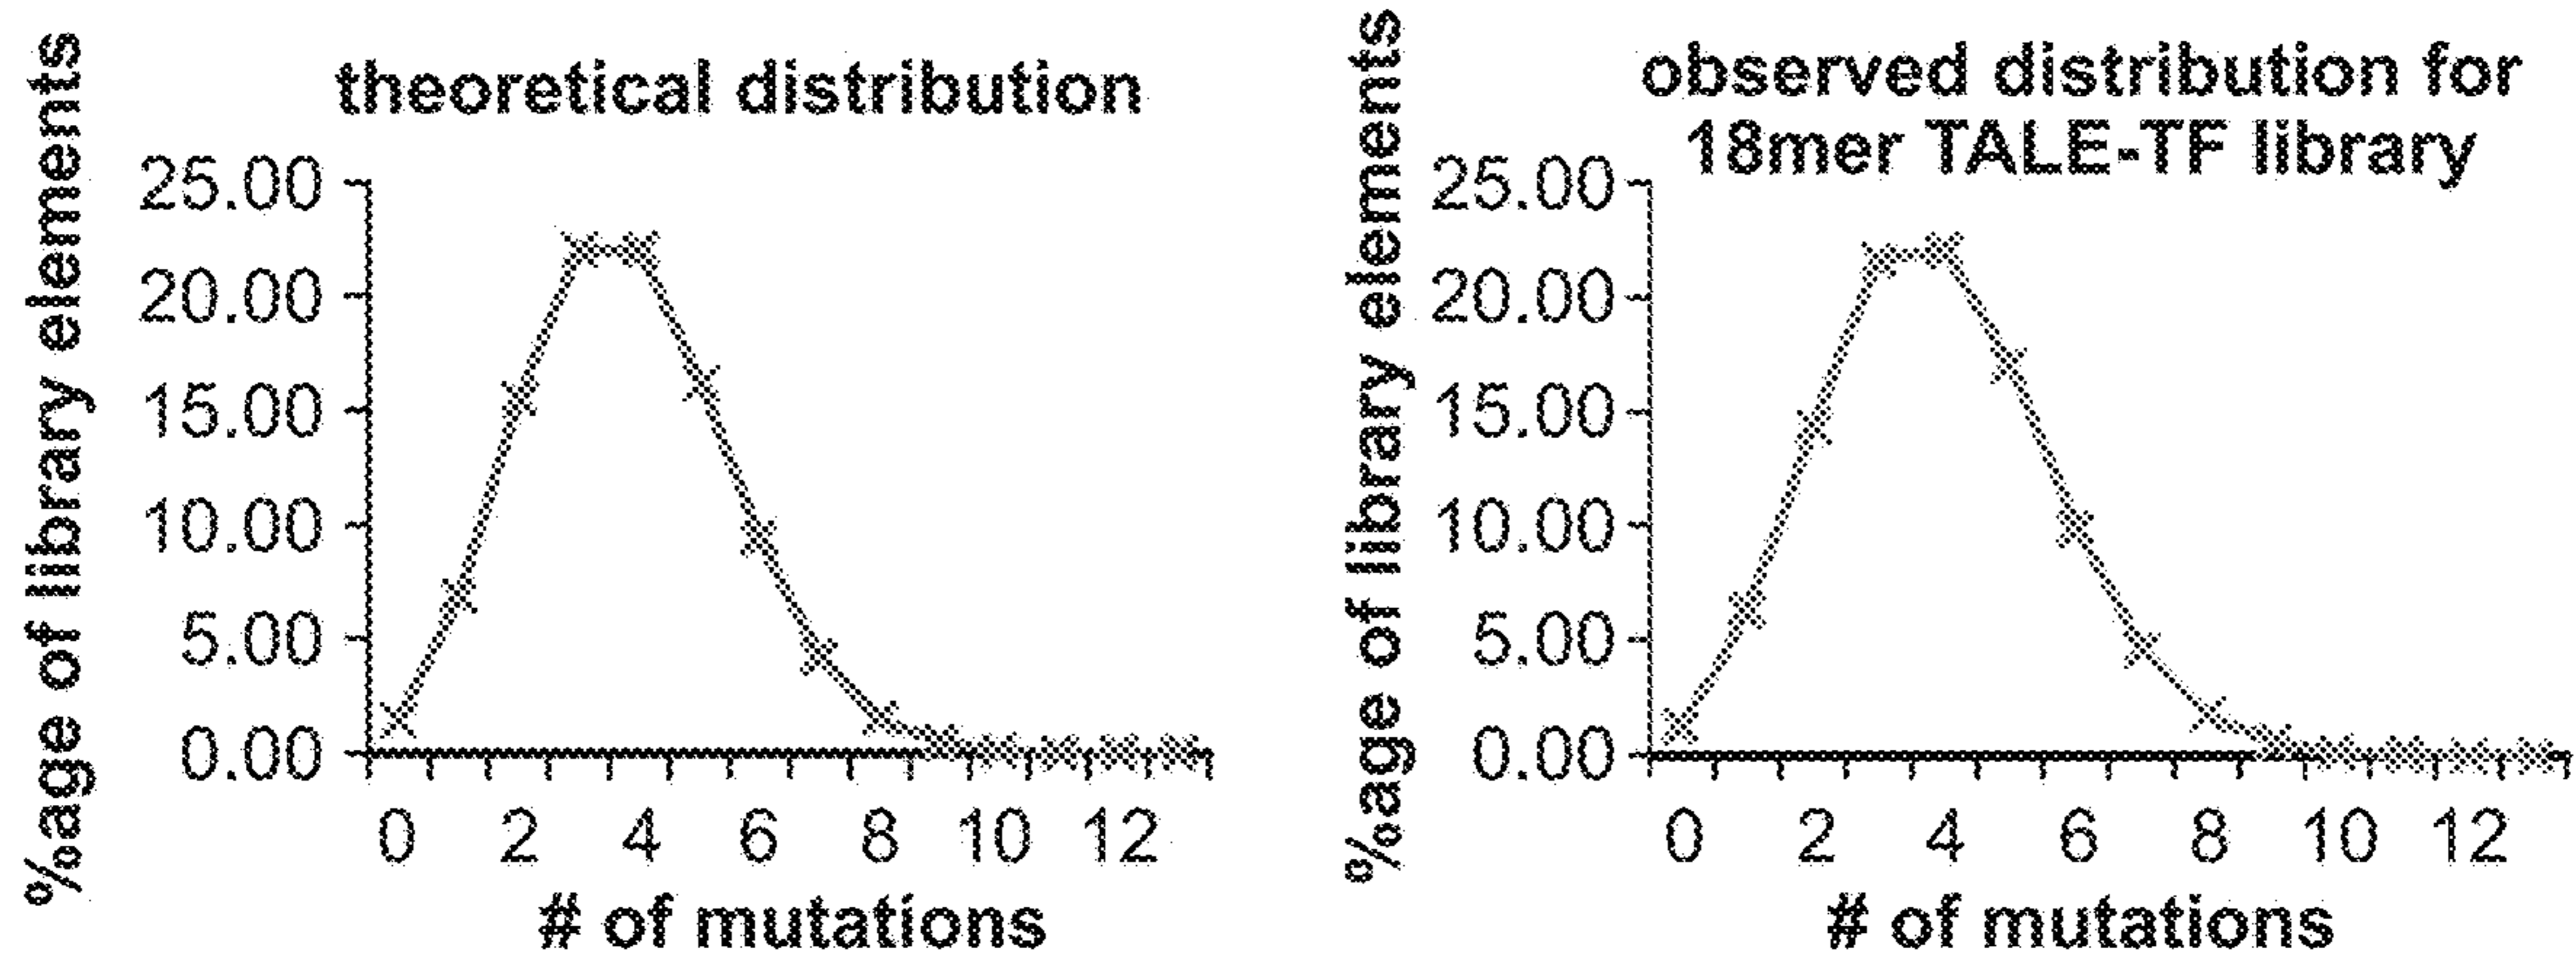 theoretical distribution
%age of library elements
25.00
20.00
15.00
10.00
5.00
0.00
0 2 4 6 8 10 12
# of mutations
observed distribution for
18mer TALE-TF library
%age of library elements
25.00
20.00
15.00
10.00
5.00
0.00
0 2 4 6 8 10 12
# of mutations